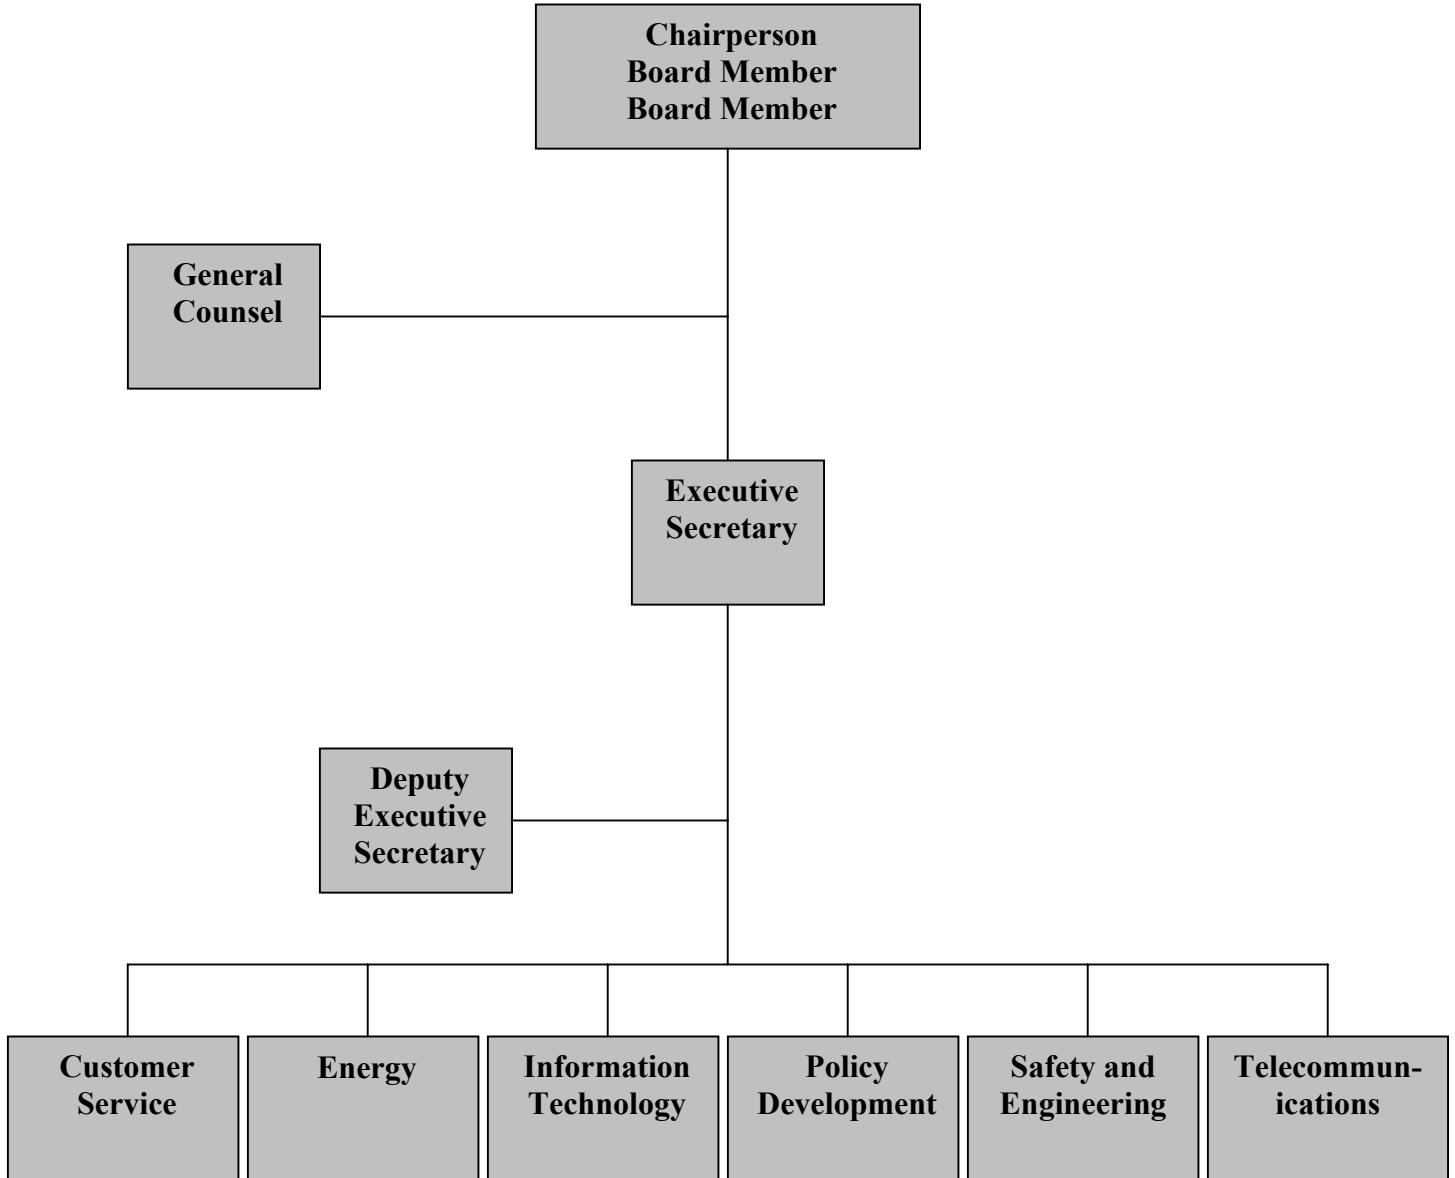 Chairperson
Board Member
Board Member
General
Counsel
Executive
Secretary
Deputy
Executive
Secretary
Customer
Service
Energy
Information
Technology
Policy
Development
Safety and
Engineering
Telecommun-
ications